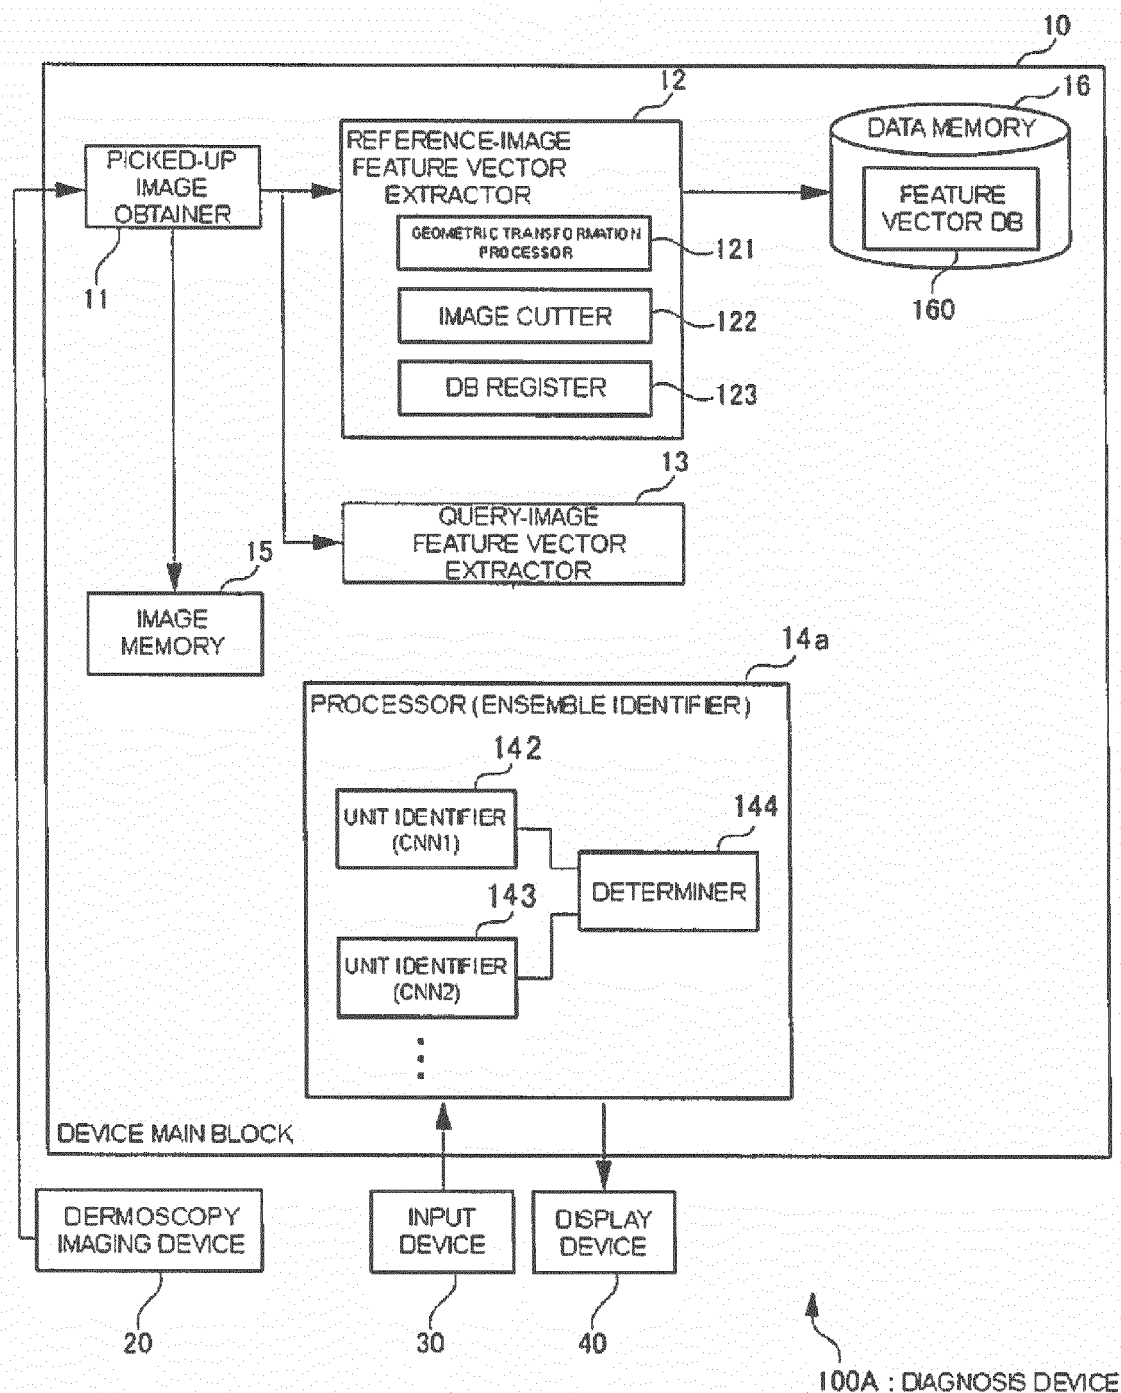 10
12
16
REFERENCE-IMAGE
FEATURE VECTOR
EXTRACTOR
DATA MEMORY
PICKED-UP
IMAGE
OBTAINER
FEATURE
VECTOR DB
GEOMETRIC TRANSFORMATION
PROCESSOR
121
11
160
IMAGE CUTTER
122
DB REGISTER
123
13
QUERY-IMAGE
FEATURE VECTOR
EXTRACTOR
15
IMAGE
MEMORY
14a
PROCESSOR (ENSEMBLE IDENTIFIER)
142
UNIT IDENTIFIER
(CNN1)
144
DETERMINER
143
UNIT IDENTIFIER
(CNN2)
⋮
DEVICE MAIN BLOCK
DERMOSCOPY
IMAGING DEVICE
INPUT
DEVICE
DISPLAY
DEVICE
20
30
40
100A : DIAGNOSIS DEVICE